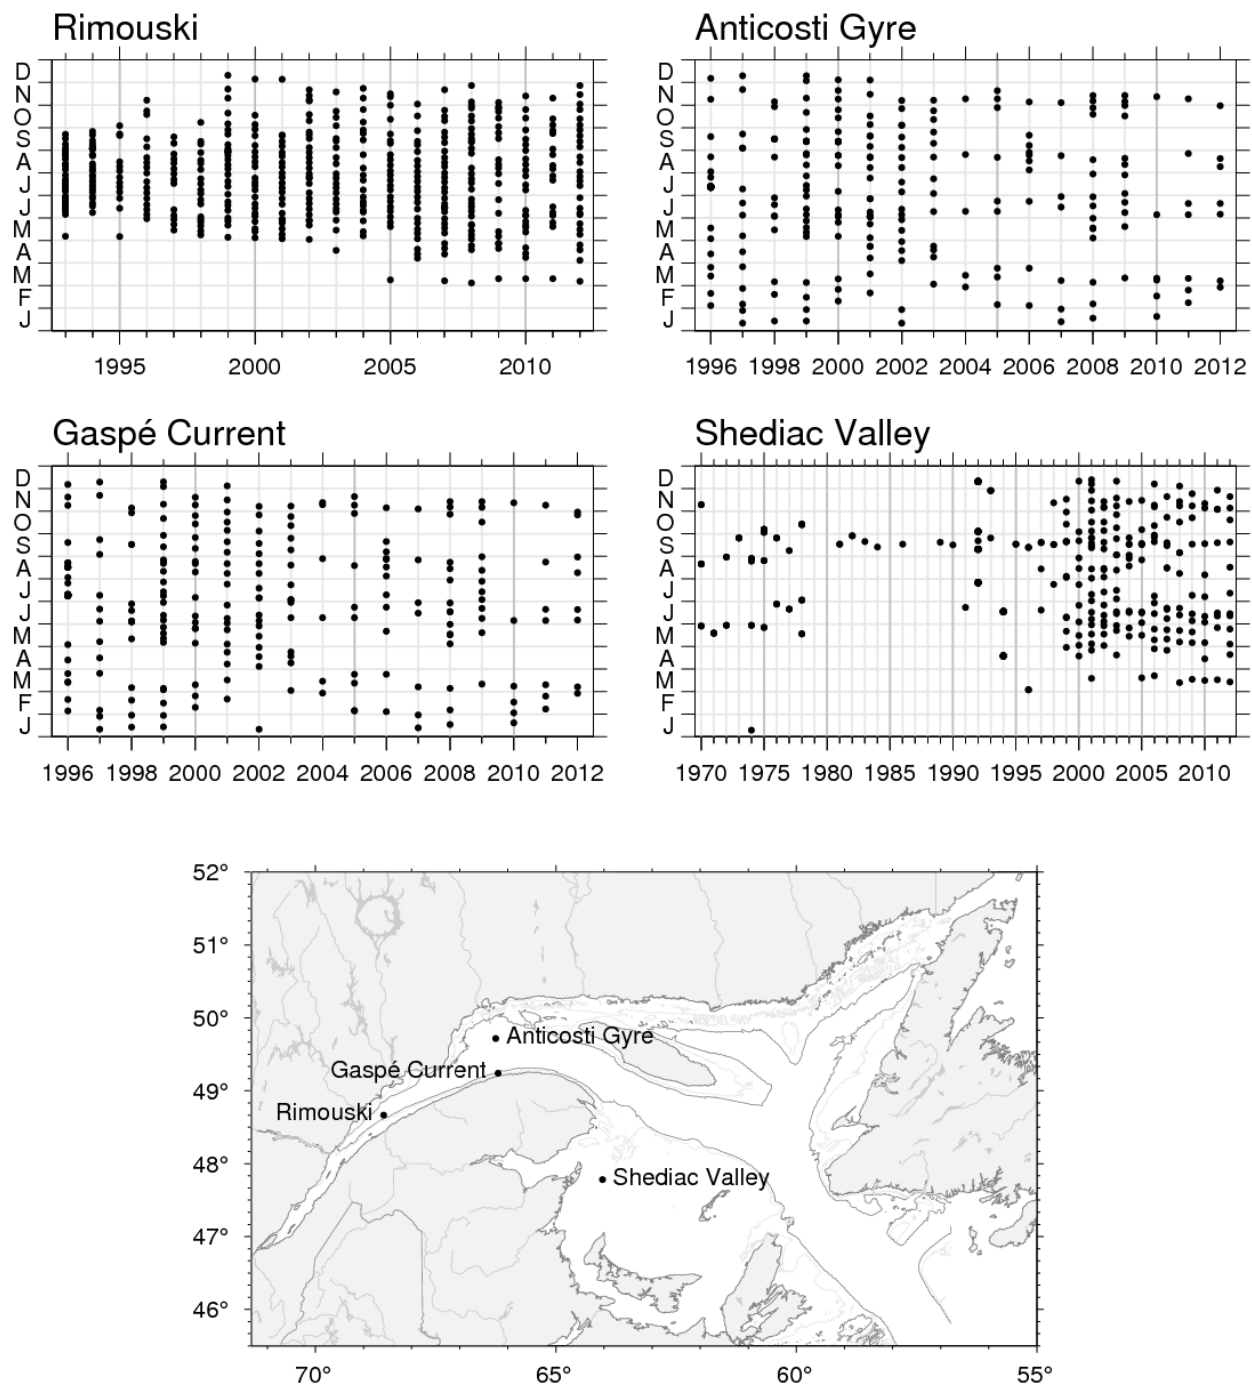 Rimouski
Anticosti Gyre
D
N
O
S
A
J
J
M
A
M
F
J
1995 2000 2005 2010
D
N
O
S
A
J
J
M
A
M
F
J
1996 1998 2000 2002 2004 2006 2008 2010 2012
Gaspé Current
Shediac Valley
D
N
O
S
A
J
J
M
A
M
F
J
1996 1998 2000 2002 2004 2006 2008 2010 2012
D
N
O
S
A
J
J
M
A
M
F
J
1970 1975 1980 1985 1990 1995 2000 2005 2010
52°
51°
50°
Anticosti Gyre
Gaspé Current
49°
Rimouski
48°
Shediac Valley
47°
46°
70° 65° 60° 55°